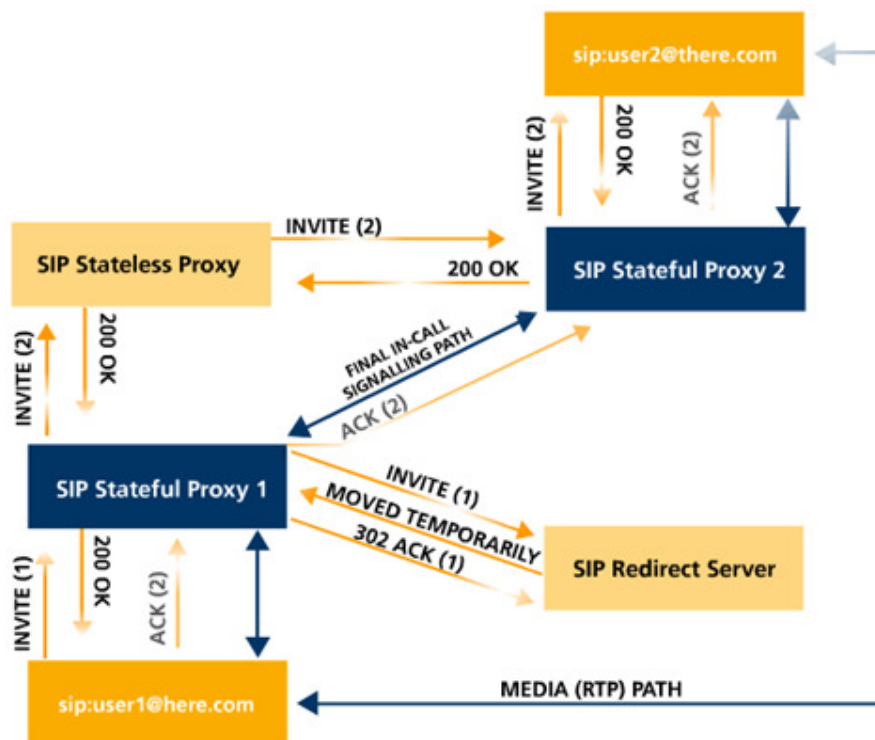 sip:user2@there.com
INVITE (2)
200 OK
ACK (2)
INVITE (2)
SIP Stateless Proxy
200 OK
SIP Stateful Proxy 2
INVITE (2)
200 OK
FINAL IN-CALL
SIGNALLING PATH
ACK (2)
SIP Stateful Proxy 1
INVITE (1)
MOVED TEMPORARILY
302 ACK (1)
SIP Redirect Server
INVITE (1)
200 OK
ACK (2)
sip:user1@here.com
MEDIA (RTP) PATH